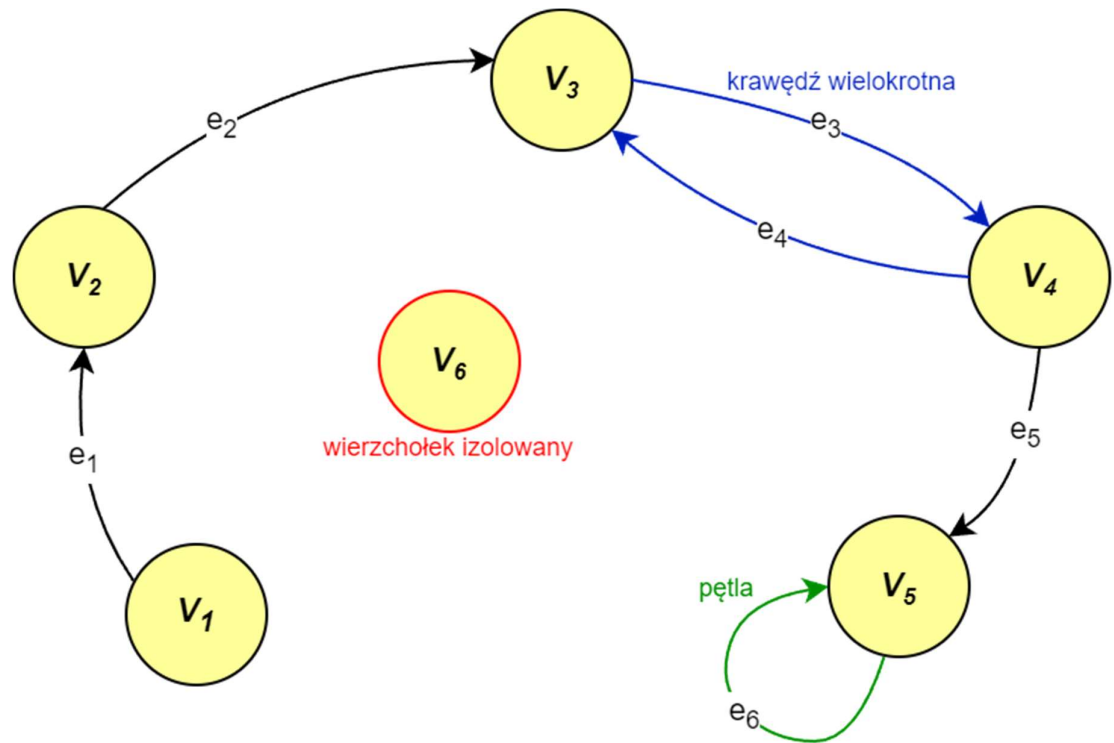 V3
krawędź wielokrotna
e2
e3
e4
V2
V4
V6
wierzchołek izolowany
e5
e1
pętla
V5
V1
e6